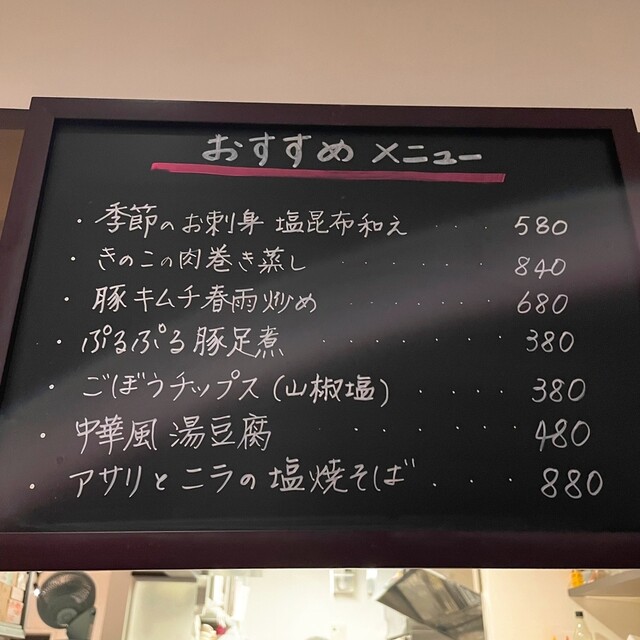 おすすめメニュー
・季節のお刺身 塩昆布和え ・・・580
・きのこの肉巻き蒸し ・・・・・・840
・豚キムチ春雨炒め ・・・・・・・680
・ぷるぷる豚足煮 ・・・・・・・・380
・ごぼうチップス(山椒塩) ・・・・・380
・中華風 湯豆腐 ・・・・・・・480
・アサリとニラの塩焼そば・・・880